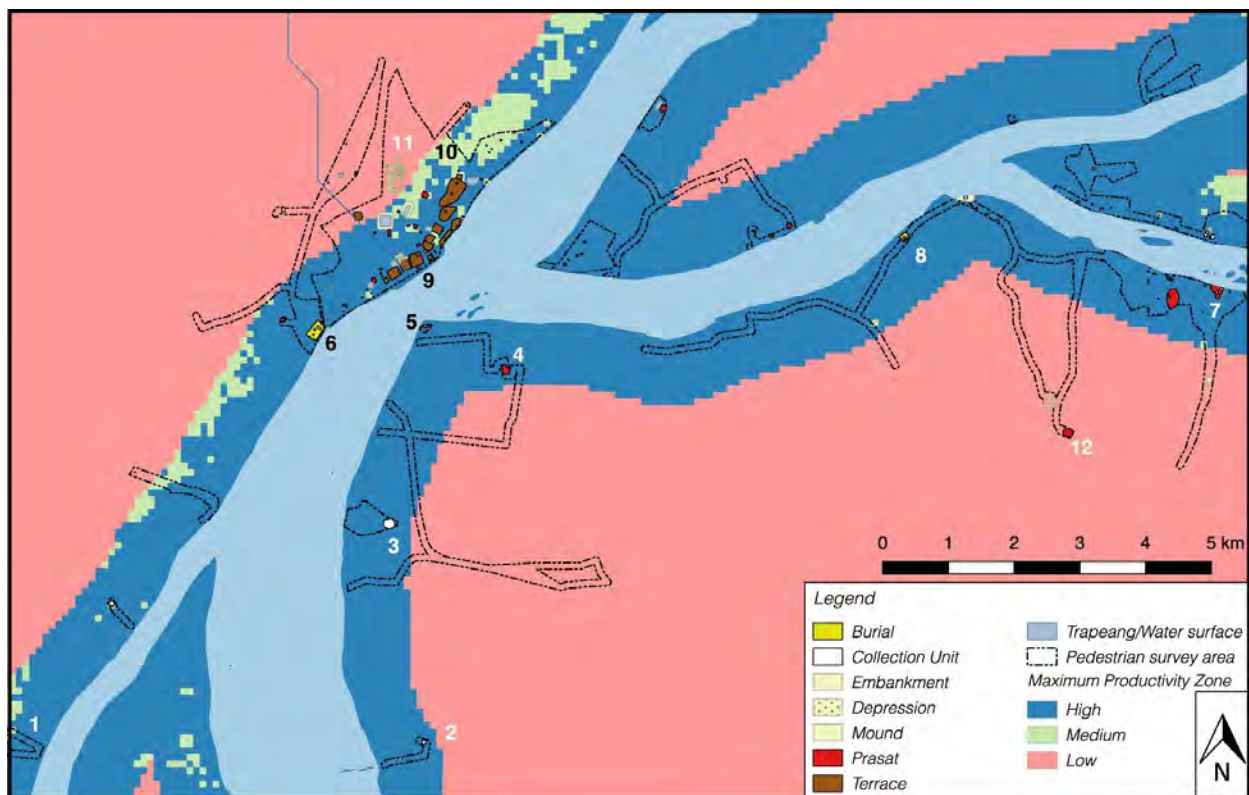 11
10
9
8
5
6
4
7
12
3
1
2
0 1 2 3 4 5 km
Legend
Burial
Collection Unit
Embankment
Depression
Mound
Prasat
Terrace
Trapeang/Water surface
Pedestrian survey area
Maximum Productivity Zone
High
Medium
Low
N